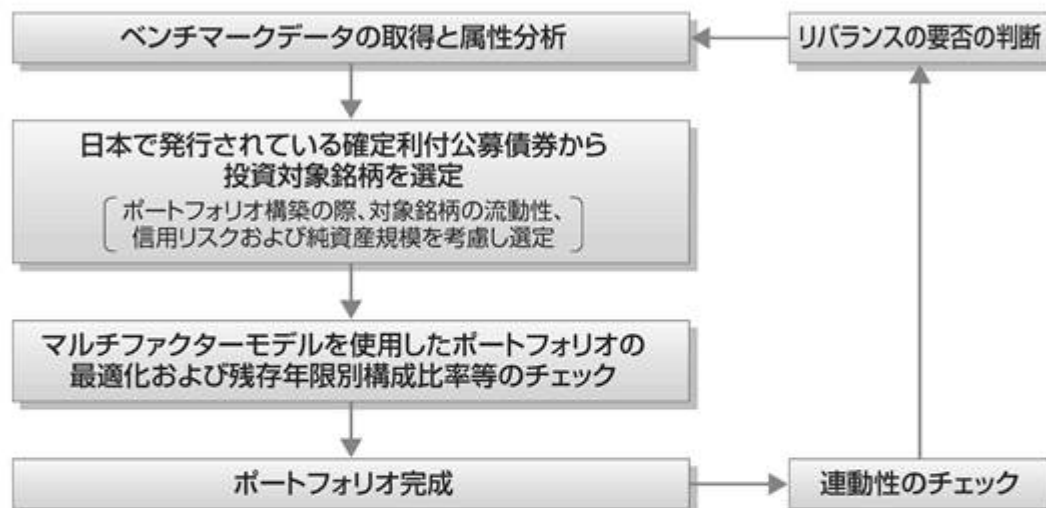 ベンチマークデータの取得と属性分析
リバランスの要否の判断
日本で発行されている確定利付公募債券から
投資対象銘柄を選定
ポートフォリオ構築の際、対象銘柄の流動性、
信用リスクおよび純資産規模を考慮し選定
マルチファクターモデルを使用したポートフォリオの
最適化および残存年限別構成比率等のチェック
ポートフォリオ完成
連動性のチェック